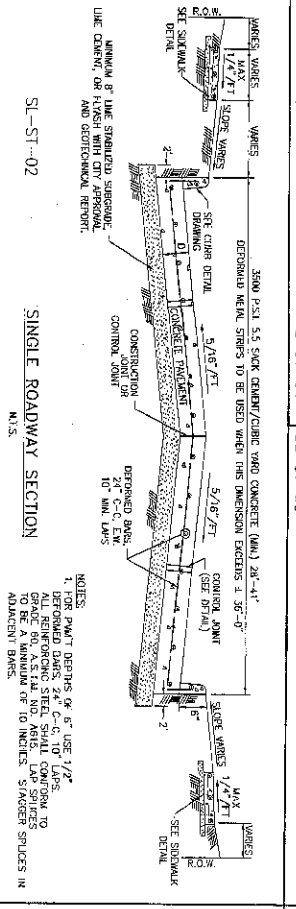 R.O.W.
VARIES
VARIES
VARIES
MAX
1/4"/FT
SLOPE VARIES
SEE SIDEWALK
DETAIL
3500 P.S.I. 5.5 SACK CEMENT/CUBIC YARD CONCRETE (MIN.) 28'-41'
DEFORMED METAL STRIPS TO BE USED WHEN THIS DIMENSION EXCEEDS ± 36'-0"
SEE CURB DETAIL
DRAWING
5/16"/FT
5/16"/FT
CONTROL JOINT
(SEE DETAIL)
6"
SLOPE VARIES
MAX
1/4"/FT
VARIES
R.O.W.
SEE SIDEWALK
DETAIL
2'
D
CONCRETE PAVEMENT
2'
CONSTRUCTION
JOINT OR
CONTROL JOINT
DEFORMED BARS,
24" C-C, E.W.
10" MIN. LAPS
MINIMUM 8" LIME STABILIZED SUBGRADE,
LIME CEMENT, OR FLYASH WITH CITY APPROVAL
AND GEOTECHNICAL REPORT.
NOTES:
1. FOR PVM'T DEPTHS OF 6" USE 1/2"
DEFORMED BARS, 24" C-C, 10" LAPS.
ALL REINFORCING STEEL SHALL CONFORM TO
GRADE 60, A.S.T.M. NO. A615. LAP SPLICES
TO BE A MINIMUM OF 10 INCHES. STAGGER SPLICES IN
ADJACENT BARS.
SL-ST-02
SINGLE ROADWAY SECTION
N.T.S.